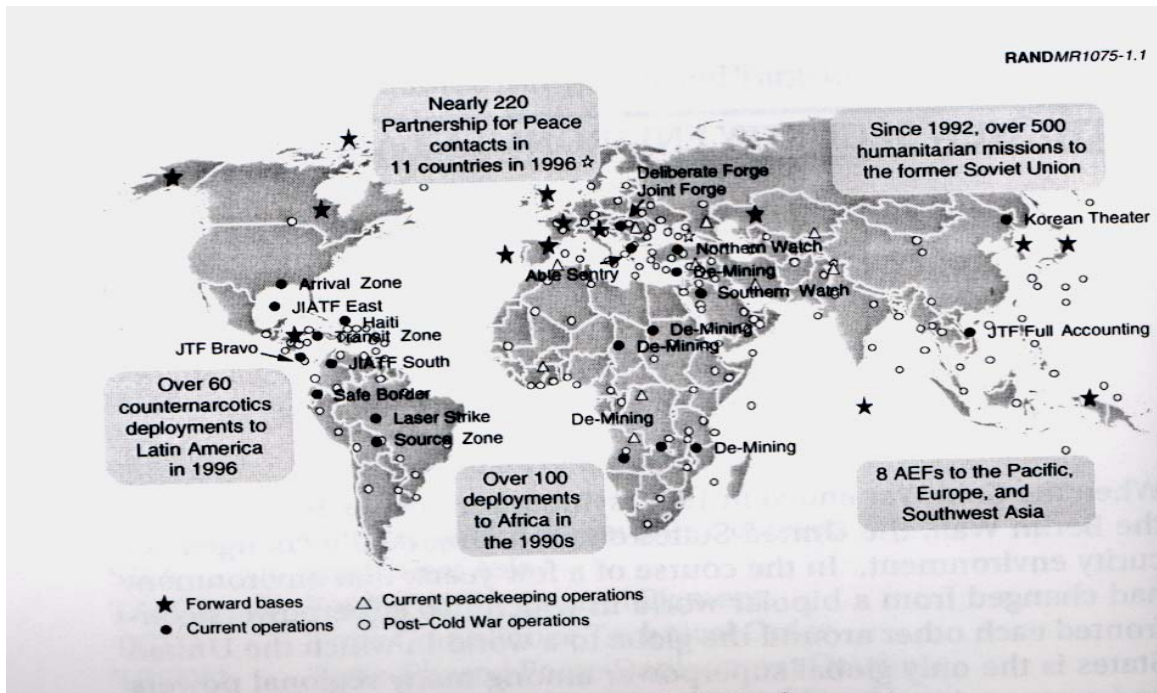 RANDMR1075-1.1
Nearly 220
Partnership for Peace
contacts in
11 countries in 1996
Since 1992, over 500
humanitarian missions to
the former Soviet Union
Deliberate Forge
Joint Forge
Korean Theater
Northern Watch
Able Sentry
De-Mining
Southern Watch
Arrival Zone
JIATF East
Haiti
Transit Zone
De-Mining
De-Mining
JTF Full Accounting
JTF Bravo
JIATF South
Over 60
counternarcotics
deployments to
Latin America
in 1996
Safe Border
Laser Strike
Source Zone
De-Mining
De-Mining
Over 100
deployments
to Africa in
the 1990s
8 AEFs to the Pacific,
Europe, and
Southwest Asia
Forward bases
Current operations
Current peacekeeping operations
Post–Cold War operations